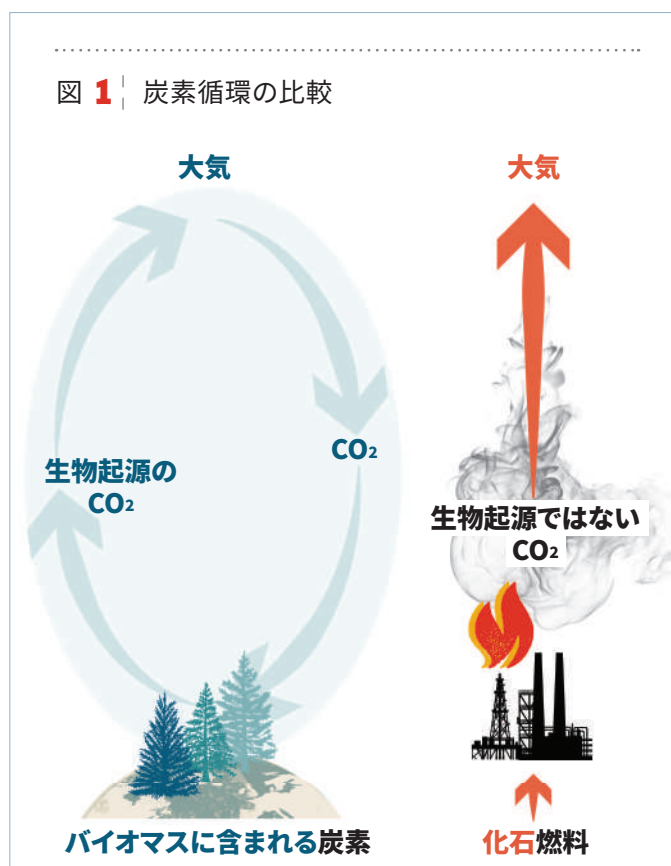 図 1 炭素循環の比較
大気
CO2
生物起源の
CO2
バイオマスに含まれる炭素
大気
生物起源ではない
CO2
化石燃料